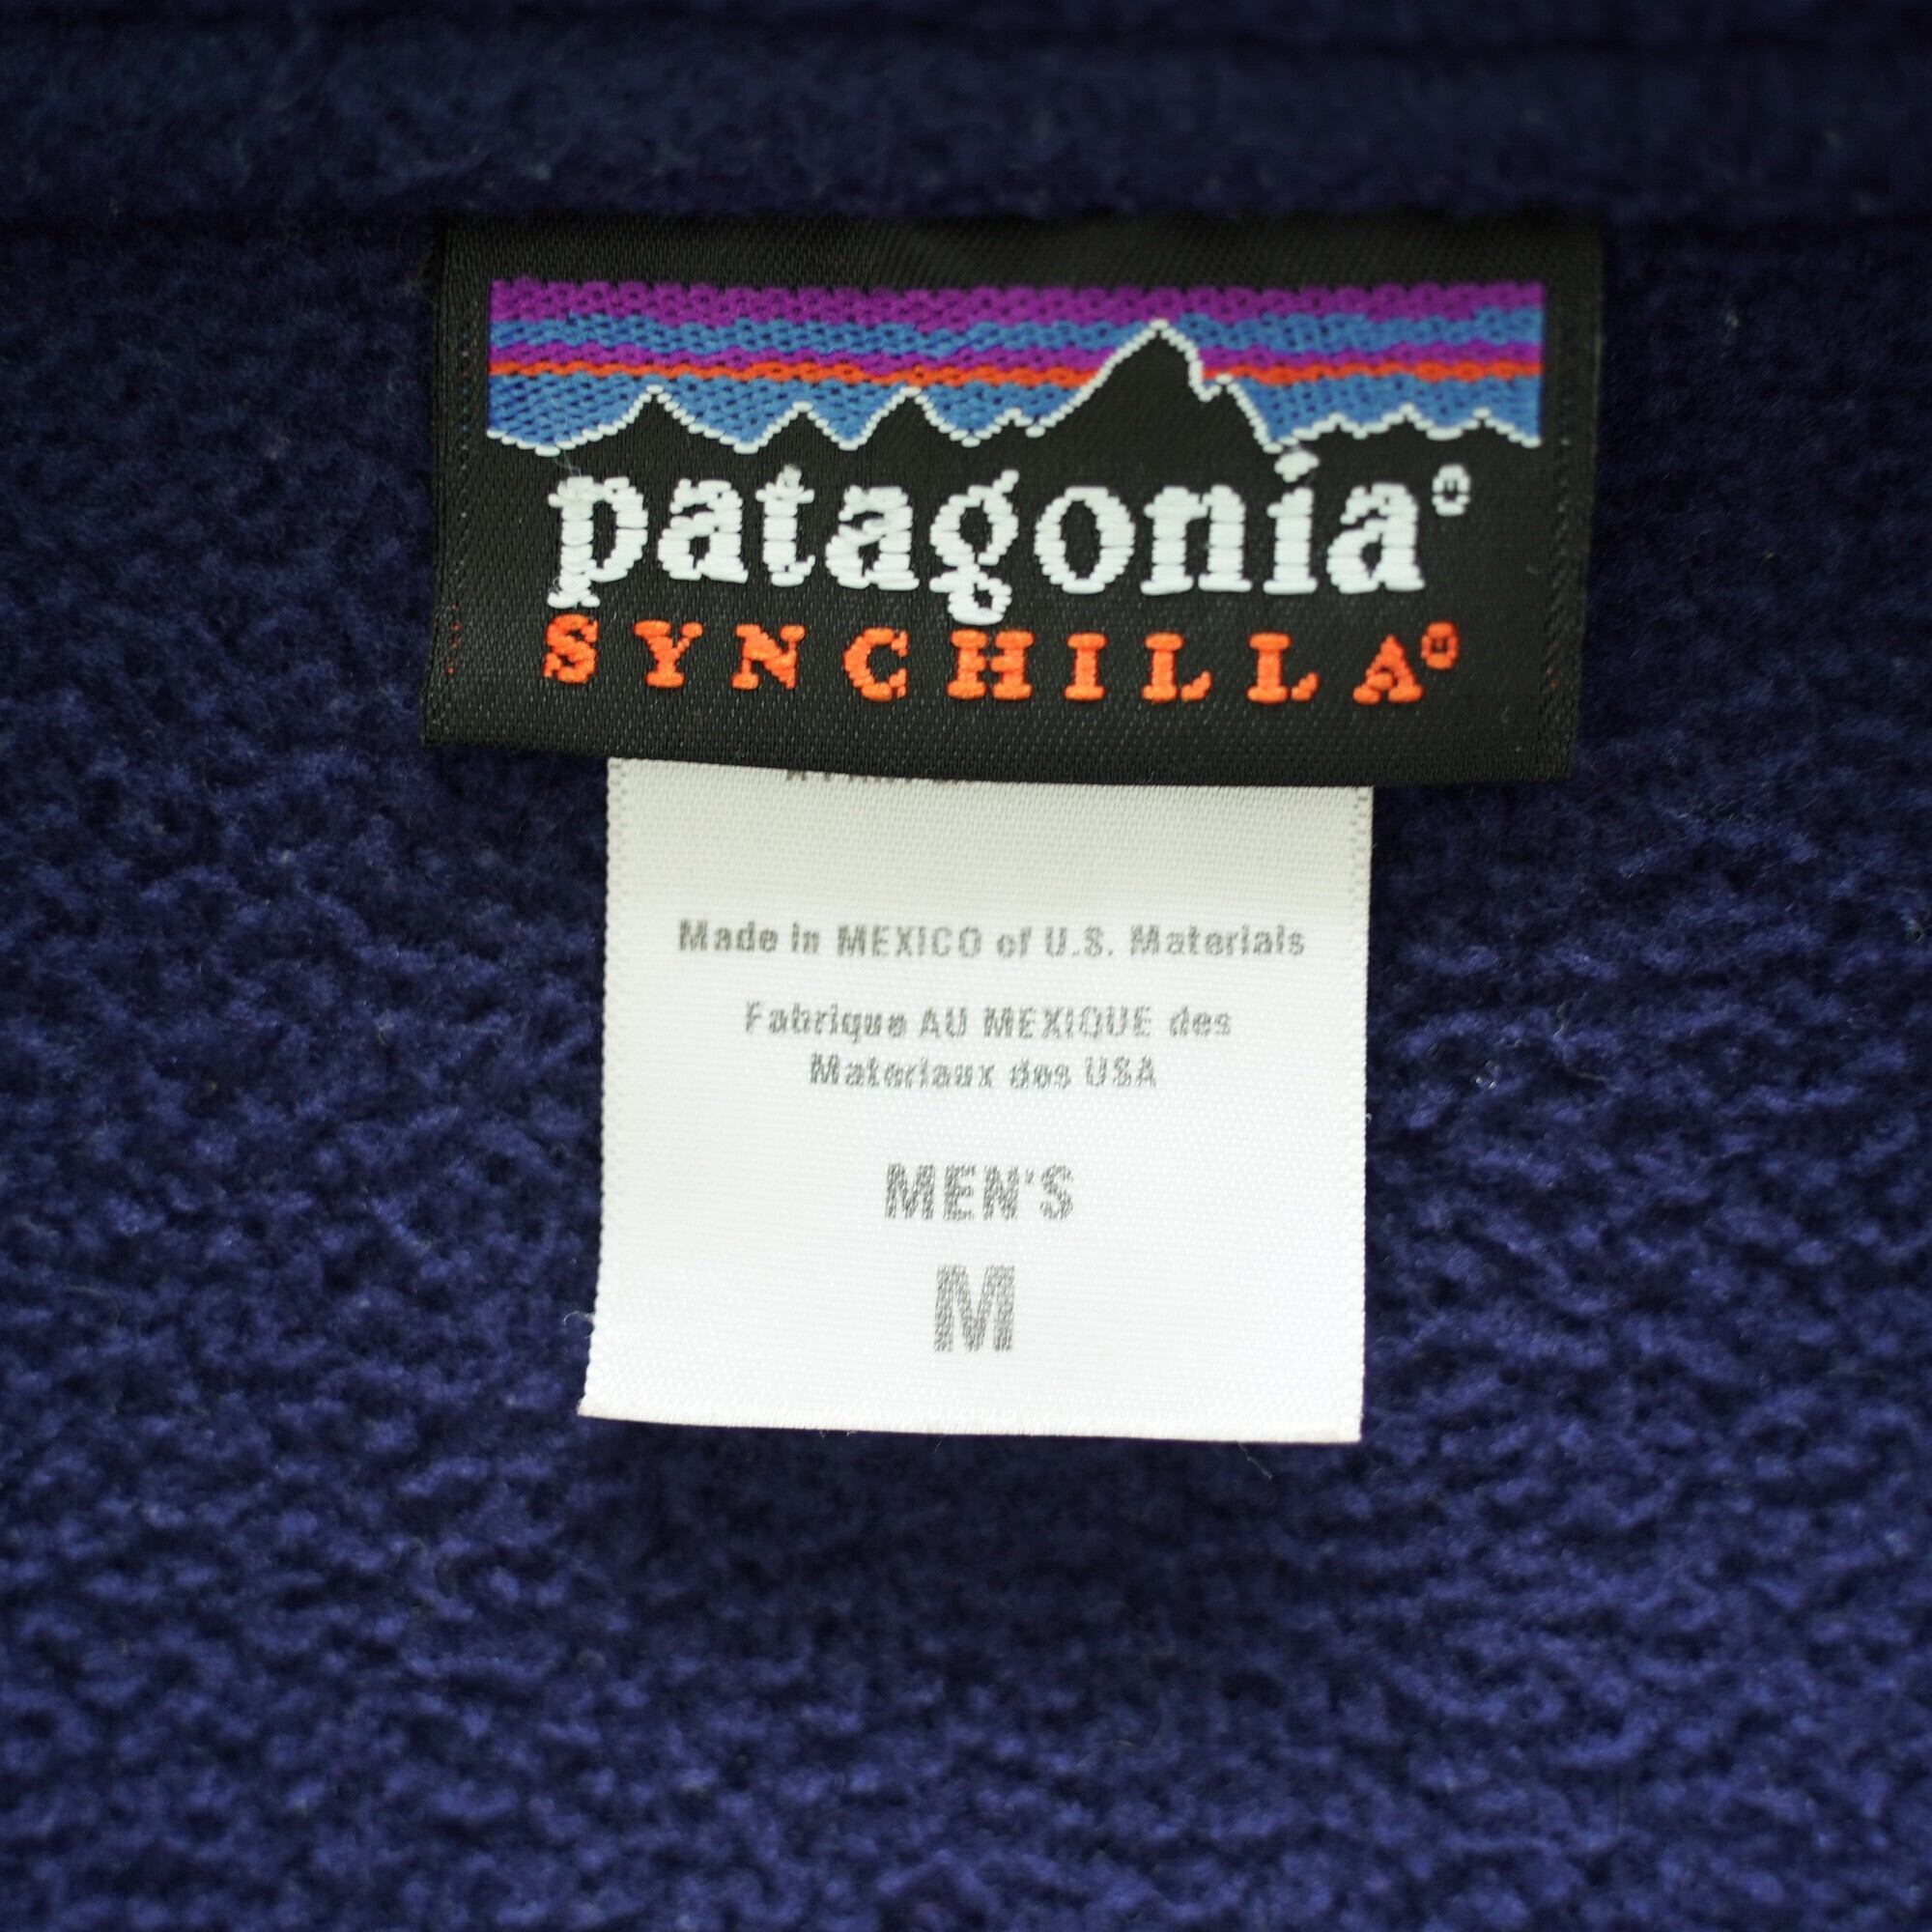 patagonia®
SYNCHILLA®
Made in MEXICO of U.S. Materials
Fabrique AU MEXIQUE des
Materiaux des USA
MEN'S
M